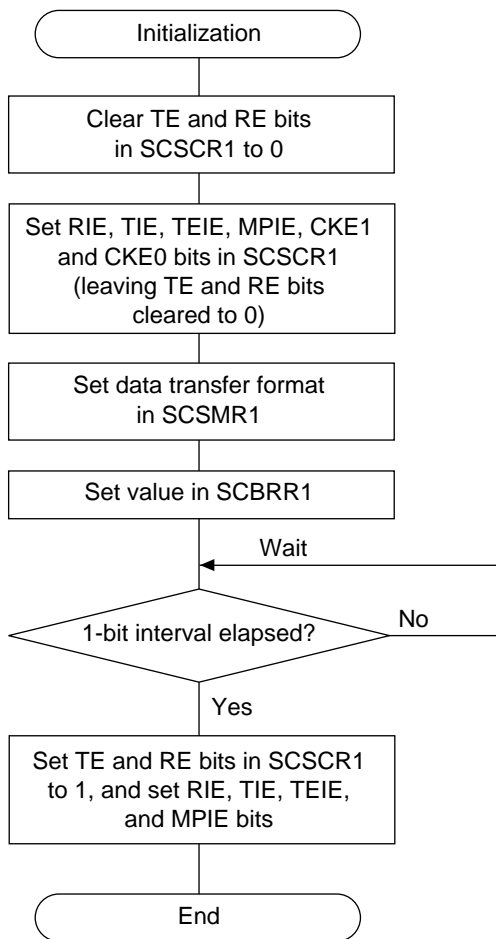 Initialization
Clear TE and RE bits
in SCSCR1 to 0
Set RIE, TIE, TEIE, MPIE, CKE1
and CKE0 bits in SCSCR1
(leaving TE and RE bits
cleared to 0)
Set data transfer format
in SCSMR1
Set value in SCBRR1
Wait
1-bit interval elapsed?
No
Yes
Set TE and RE bits in SCSCR1
to 1, and set RIE, TIE, TEIE,
and MPIE bits
End